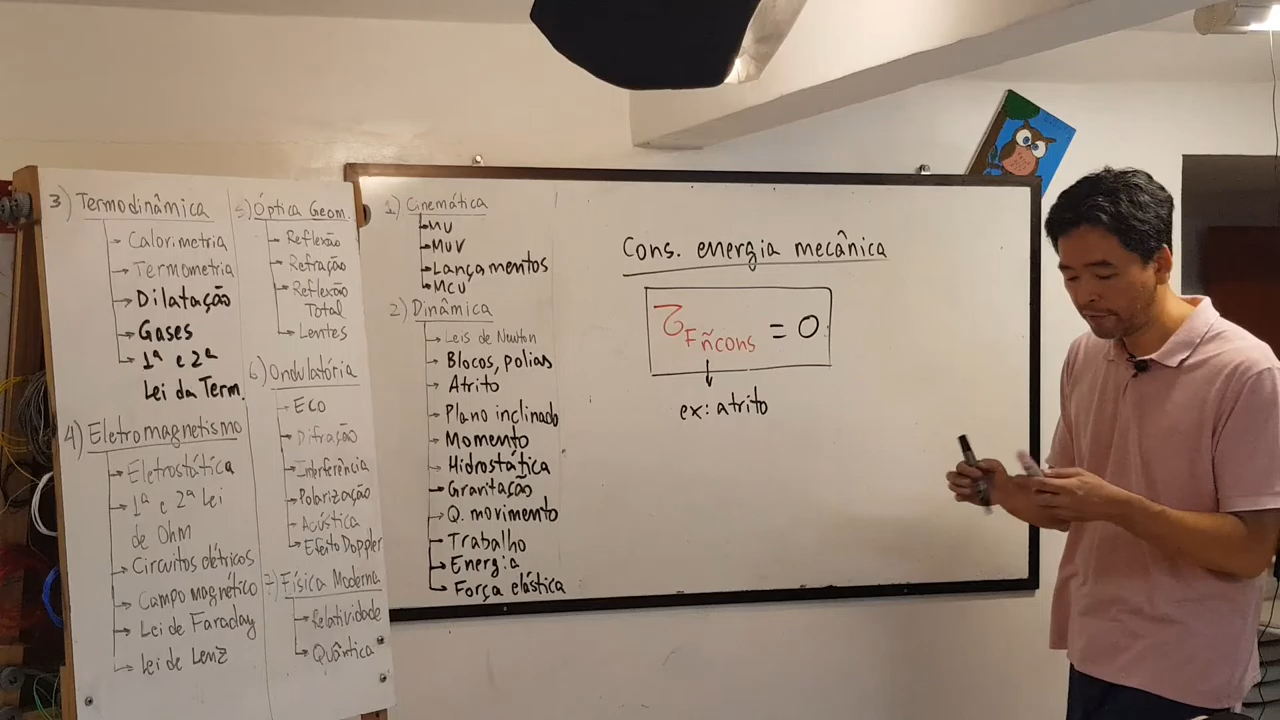 3) Termodinâmica
Calorimetria
Termometria
Dilatação
Gases
1ª e 2ª
Lei da Term.
4) Eletromagnetismo
Eletrostática
1ª e 2ª Lei
de Ohm
Circuitos elétricos
Campo magnético
Lei de Faraday
Lei de Lenz
5) Óptica Geom.
Reflexão
Refração
Reflexão
Total
Lentes
6) Ondulatória
Eco
Difração
Interferência
Polarização
Acústica
Efeito Doppler
7) Física Moderna
Relatividade
Quântica
1) Cinemática
MU
MUV
Lançamentos
MCU
2) Dinâmica
Leis de Newton
Blocos, polias
Atrito
Plano inclinado
Momento
Hidrostática
Gravitação
Q. movimento
Trabalho
Energia
Força elástica
Cons. energia mecânica
τF ñ cons = 0
ex: atrito